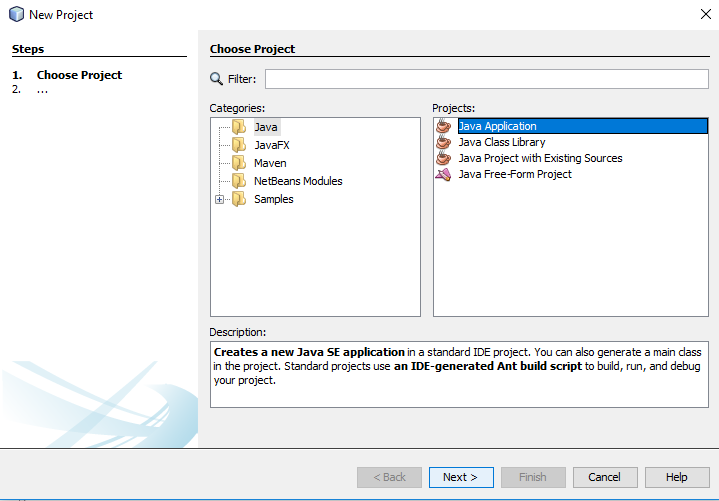 New Project
Steps
1. Choose Project
2. ...
Choose Project
Filter:
Categories:
Java
JavaFX
Maven
NetBeans Modules
Samples
Projects:
Java Application
Java Class Library
Java Project with Existing Sources
Java Free-Form Project
Description:
Creates a new Java SE application in a standard IDE project. You can also generate a main class
in the project. Standard projects use an IDE-generated Ant build script to build, run, and debug
your project.
< Back
Next >
Finish
Cancel
Help